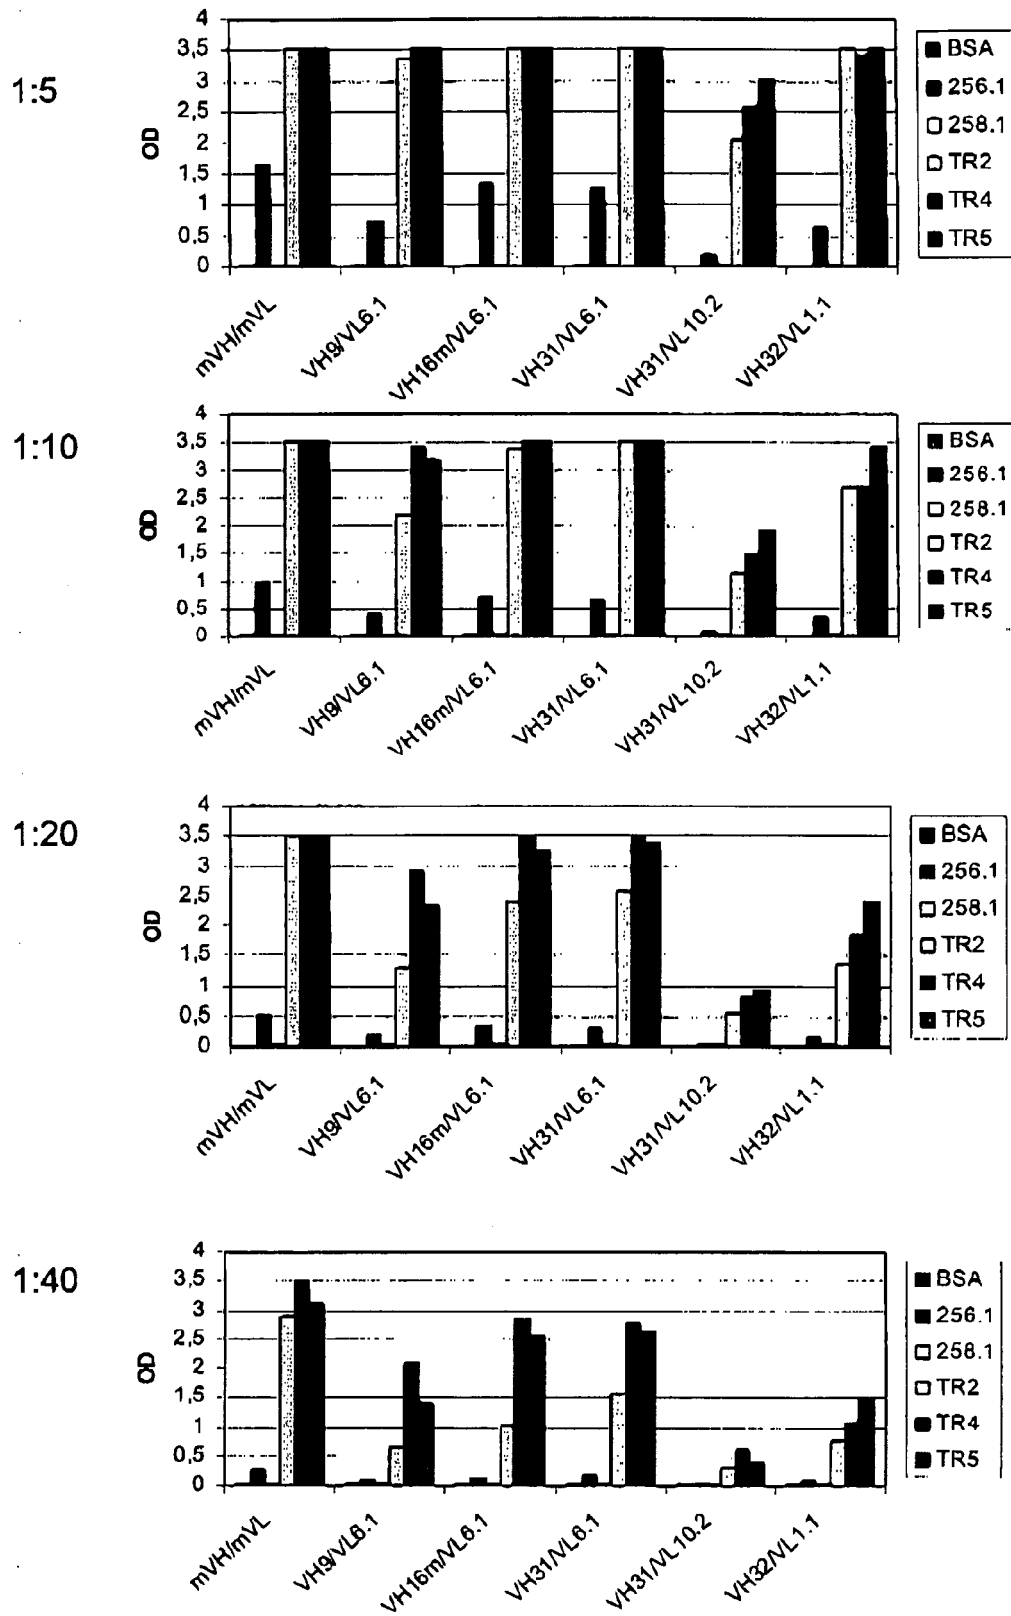 1:5
OD
4
3,5
3
2,5
2
1,5
1
0,5
0
mVH/mVL
VH9/VL6.1
VH16m/VL6.1
VH31/VL6.1
VH31/VL10.2
VH32/VL1.1
BSA
256.1
258.1
TR2
TR4
TR5
1:10
OD
4
3,5
3
2,5
2
1,5
1
0,5
0
mVH/mVL
VH9/VL6.1
VH16m/VL6.1
VH31/VL6.1
VH31/VL10.2
VH32/VL1.1
BSA
256.1
258.1
TR2
TR4
TR5
1:20
OD
4
3,5
3
2,5
2
1,5
1
0,5
0
mVH/mVL
VH9/VL6.1
VH16m/VL6.1
VH31/VL6.1
VH31/VL10.2
VH32/VL1.1
BSA
256.1
258.1
TR2
TR4
TR5
1:40
OD
4
3,5
3
2,5
2
1,5
1
0,5
0
mVH/mVL
VH9/VL6.1
VH16m/VL6.1
VH31/VL6.1
VH31/VL10.2
VH32/VL1.1
BSA
256.1
258.1
TR2
TR4
TR5